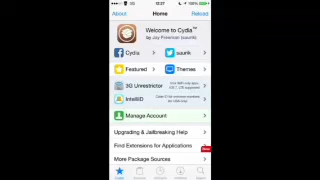 12:27
About Home Reload
Welcome to Cydia™
by Jay Freeman (saurik)
Cydia
saurik
Featured
Themes
3G Unrestrictor
IntelliID
Manage Account
Upgrading & Jailbreaking Help
Find Extensions for Applications
More Package Sources